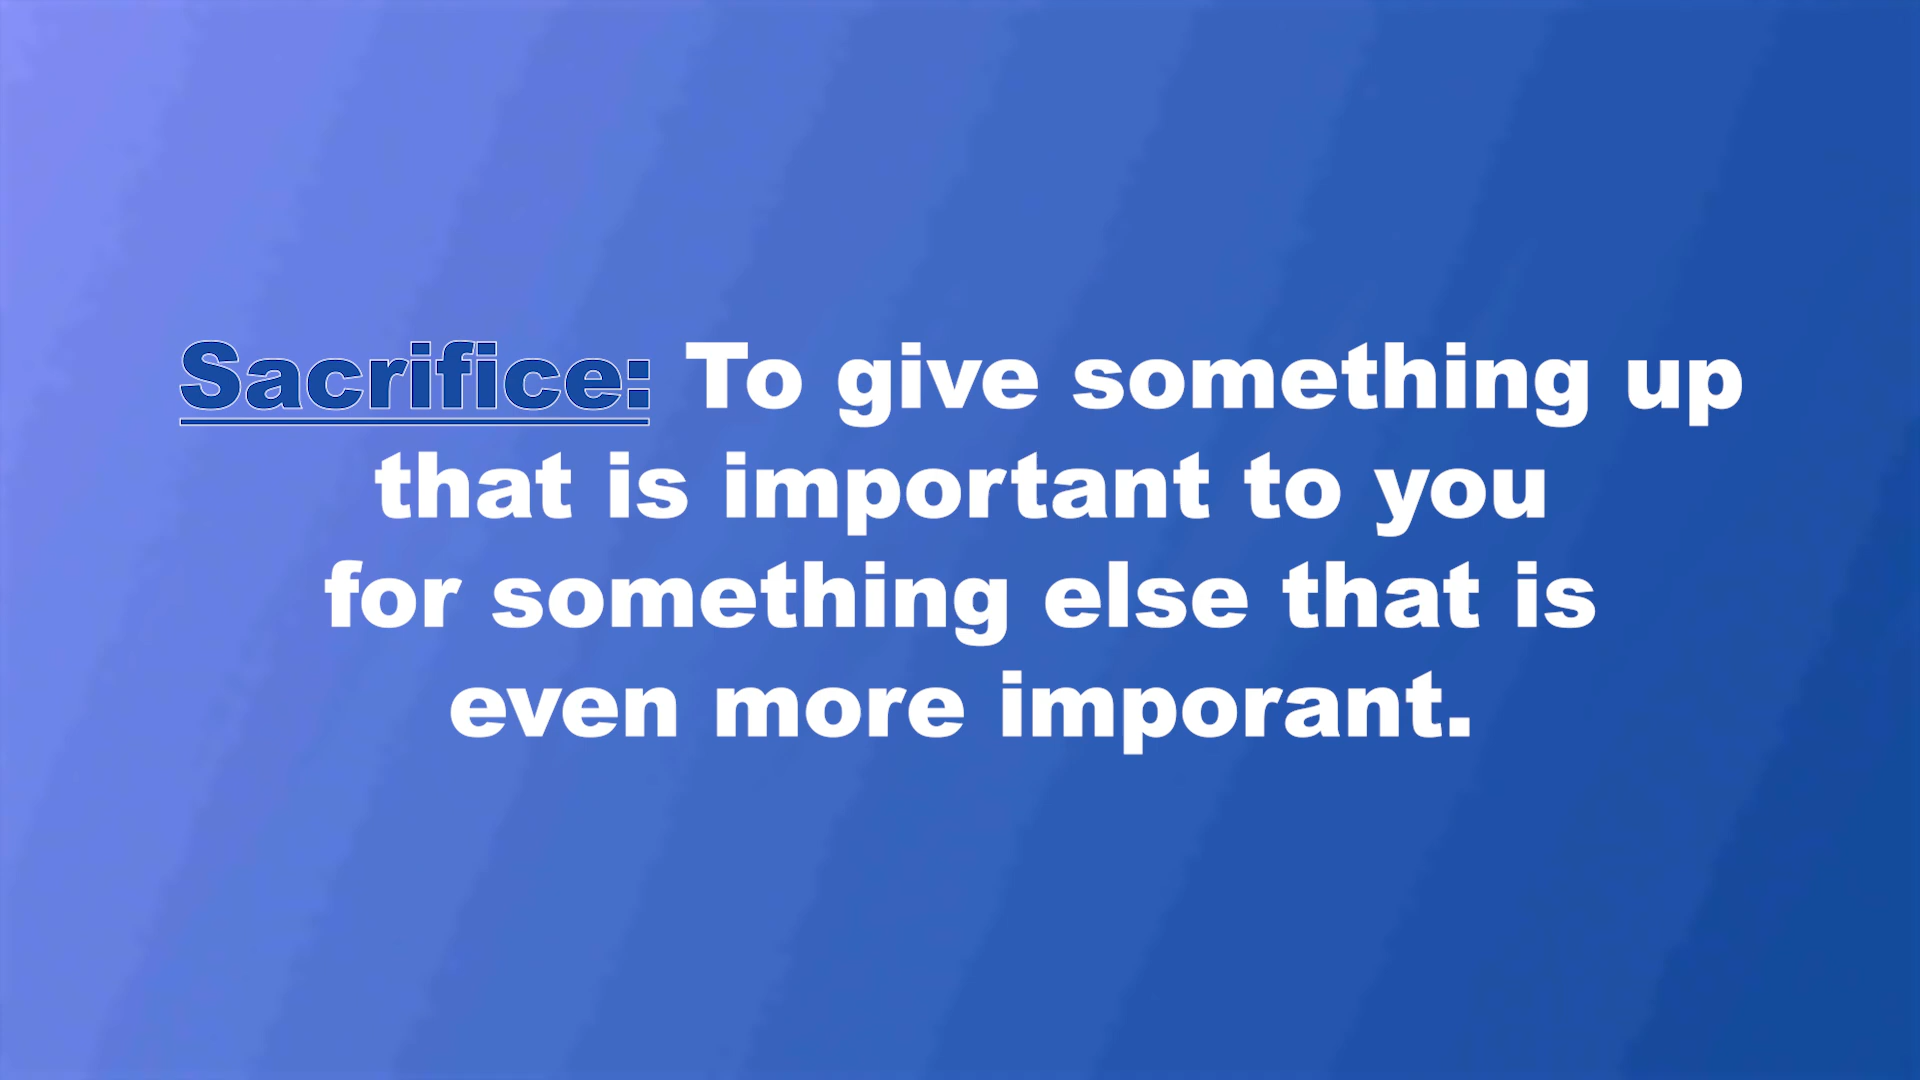 Sacrifice: To give something up
that is important to you
for something else that is
even more imporant.